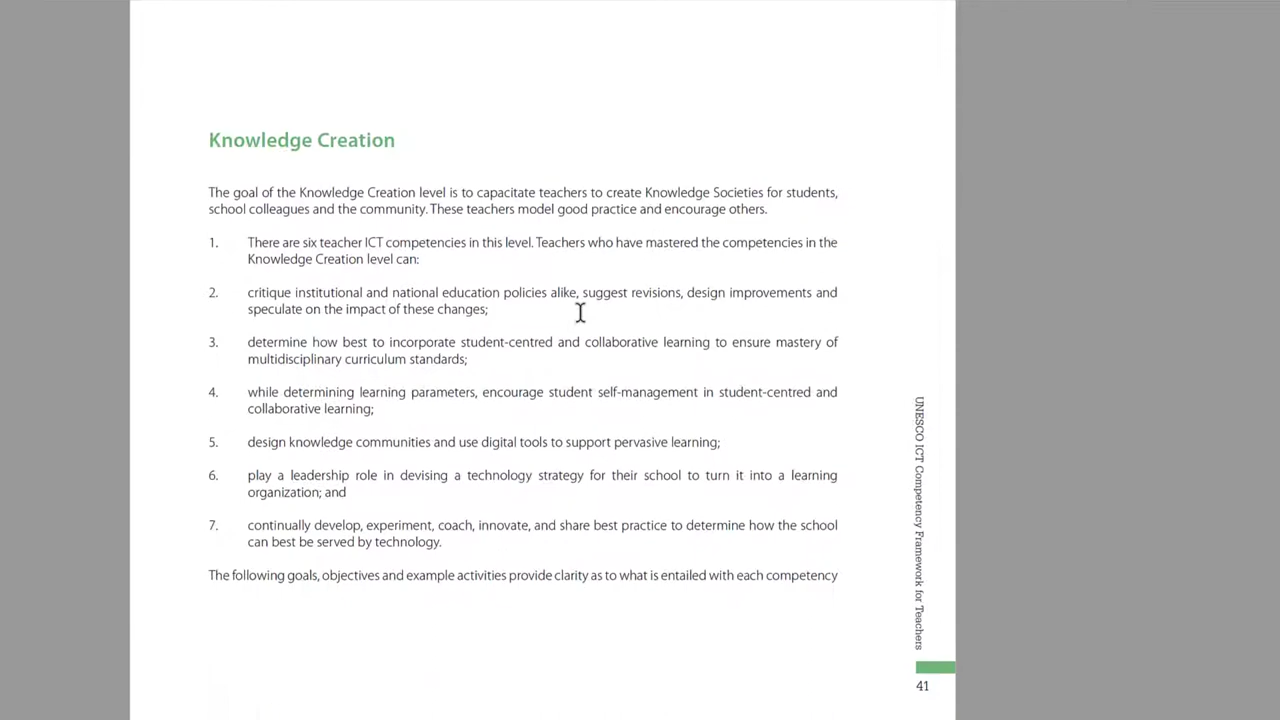 Knowledge Creation
The goal of the Knowledge Creation level is to capacitate teachers to create Knowledge Societies for students,
school colleagues and the community. These teachers model good practice and encourage others.
1. There are six teacher ICT competencies in this level. Teachers who have mastered the competencies in the
Knowledge Creation level can:
2. critique institutional and national education policies alike, suggest revisions, design improvements and
speculate on the impact of these changes;
3. determine how best to incorporate student-centred and collaborative learning to ensure mastery of
multidisciplinary curriculum standards;
4. while determining learning parameters, encourage student self-management in student-centred and
collaborative learning;
5. design knowledge communities and use digital tools to support pervasive learning;
6. play a leadership role in devising a technology strategy for their school to turn it into a learning
organization; and
7. continually develop, experiment, coach, innovate, and share best practice to determine how the school
can best be served by technology.
The following goals, objectives and example activities provide clarity as to what is entailed with each competency
UNESCO ICT Competency Framework for Teachers
41